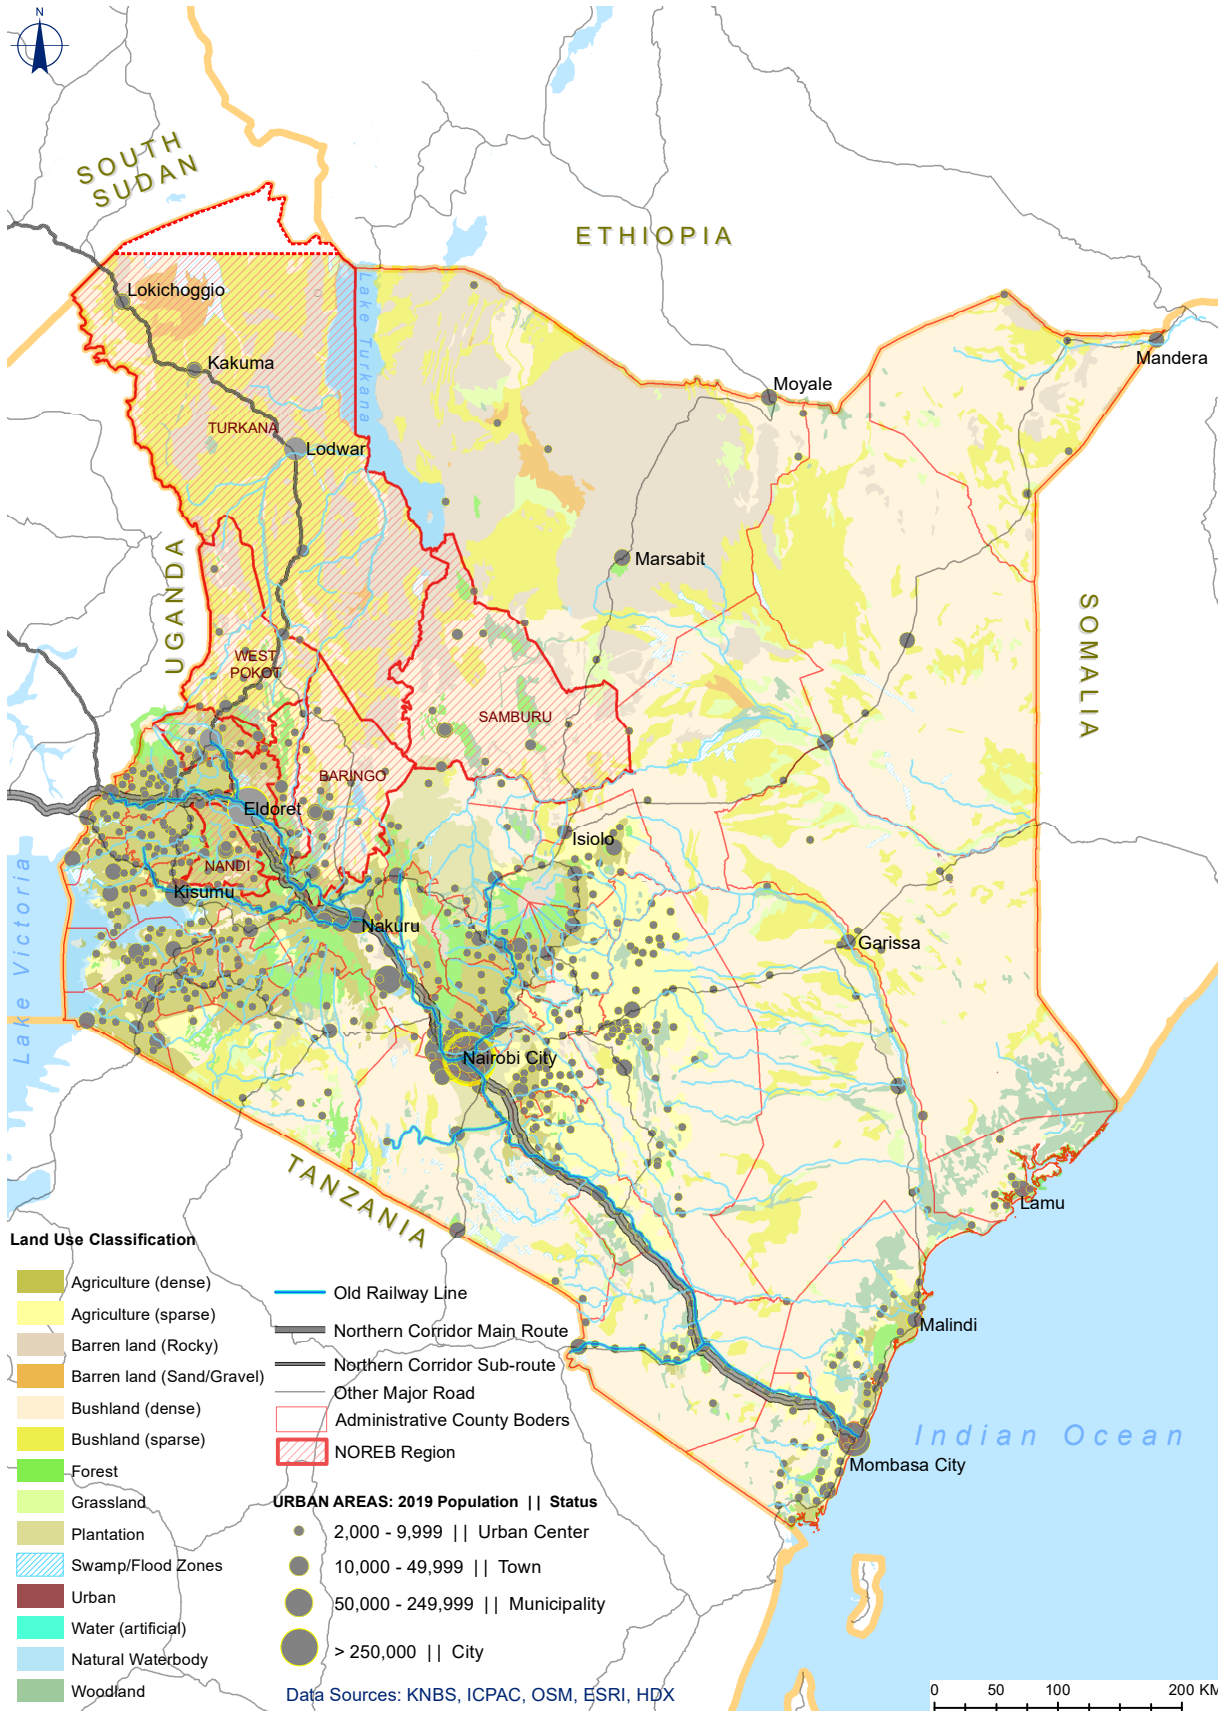 N
SOUTH
SUDAN
ETHIOPIA
Lokichoggio
Lake Turkana
Kakuma
Mandera
Moyale
TURKANA
Lodwar
UGANDA
Marsabit
SOMALIA
WEST
POKOT
SAMBURU
BARINGO
Eldoret
Isiolo
NANDI
Kisumu
Lake Victoria
Nakuru
Garissa
Nairobi City
TANZANIA
Lamu
Malindi
Indian Ocean
Mombasa City
Land Use Classification
Agriculture (dense)
Agriculture (sparse)
Barren land (Rocky)
Barren land (Sand/Gravel)
Bushland (dense)
Bushland (sparse)
Forest
Grassland
Plantation
Swamp/Flood Zones
Urban
Water (artificial)
Natural Waterbody
Woodland
Old Railway Line
Northern Corridor Main Route
Northern Corridor Sub-route
Other Major Road
Administrative County Boders
NOREB Region
URBAN AREAS: 2019 Population || Status
2,000 - 9,999 || Urban Center
10,000 - 49,999 || Town
50,000 - 249,999 || Municipality
> 250,000 || City
Data Sources: KNBS, ICPAC, OSM, ESRI, HDX
0 50 100 200 KM